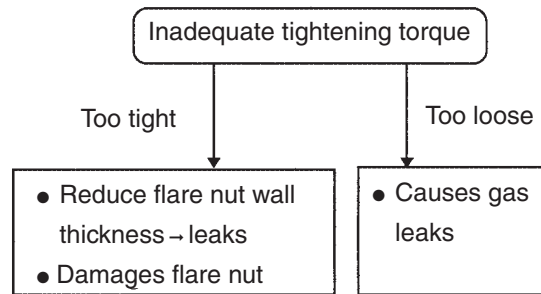 Inadequate tightening torque
Too tight
Too loose
● Reduce flare nut wall
thickness → leaks
● Damages flare nut
● Causes gas
leaks